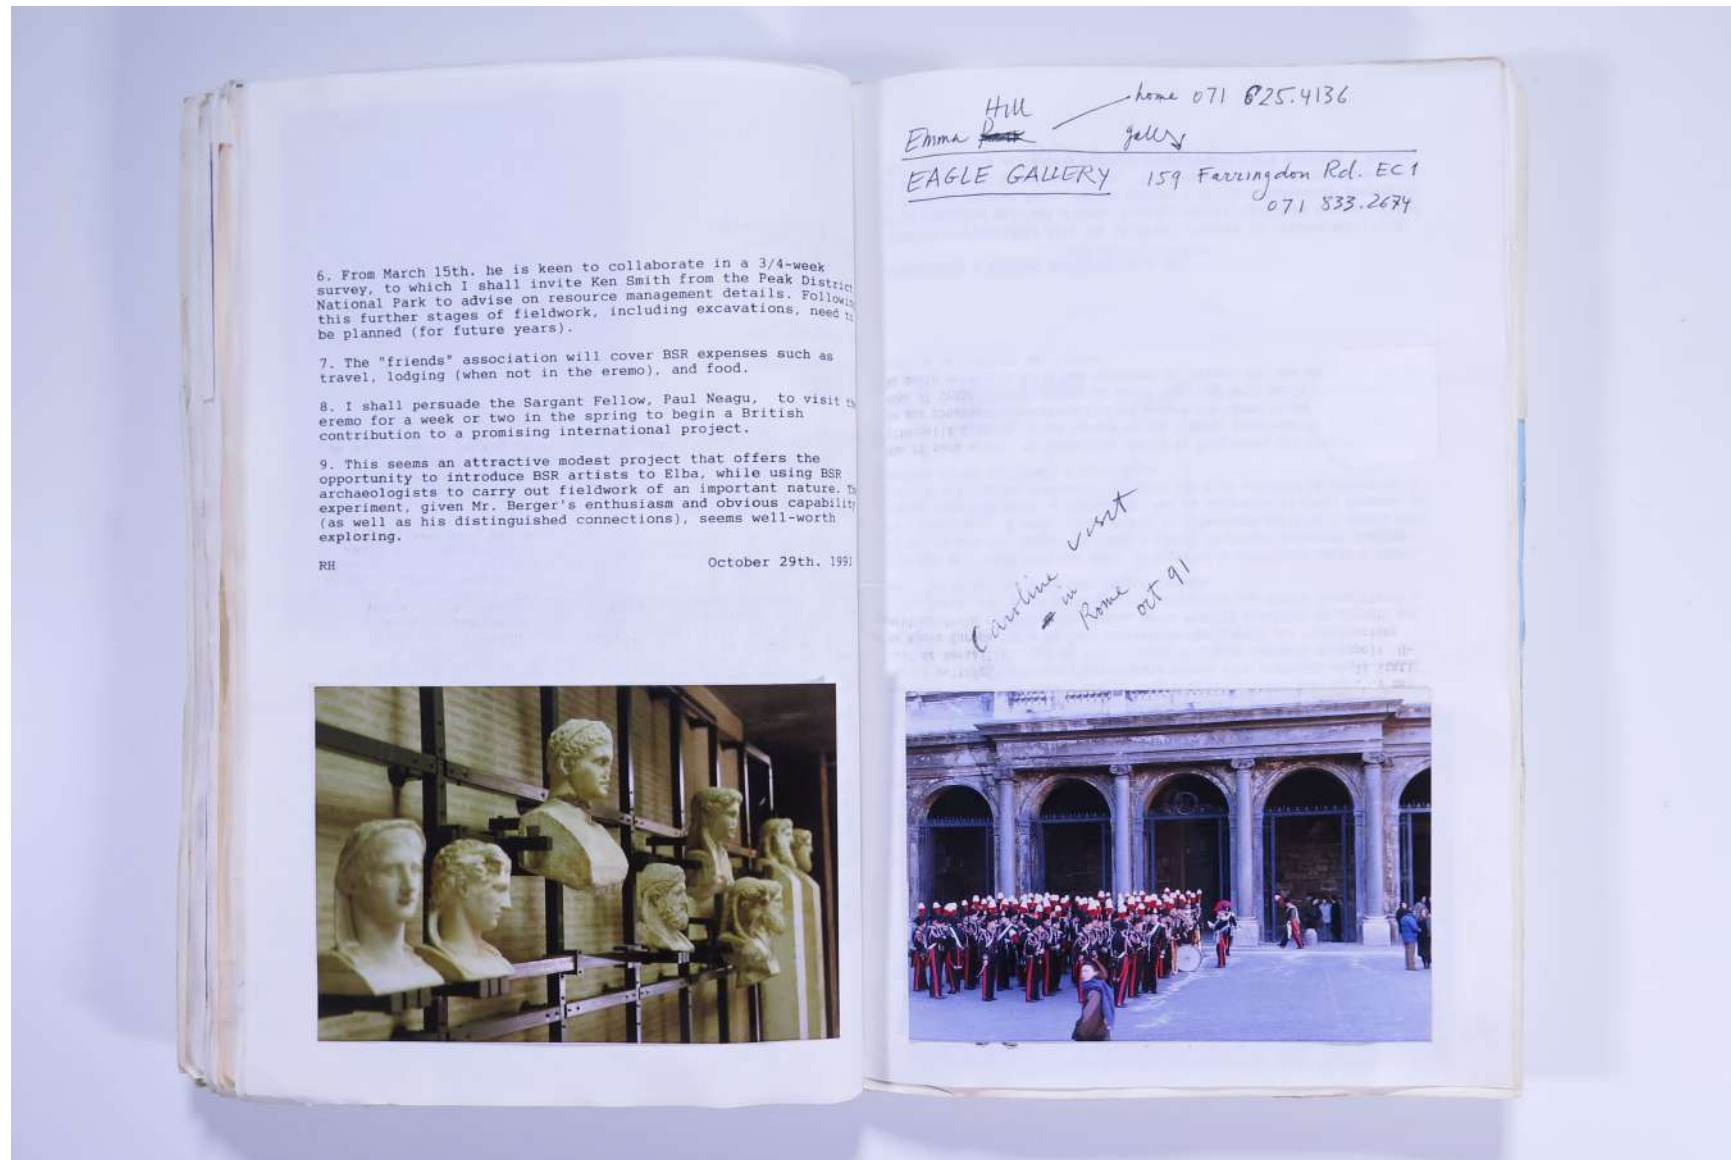 6. From March 15th. he is keen to collaborate in a 3/4-week
survey, to which I shall invite Ken Smith from the Peak District
National Park to advise on resource management details. Followin
this further stages of fieldwork, including excavations, need to
be planned (for future years).
7. The "friends" association will cover BSR expenses such as
travel, lodging (when not in the eremo), and food.
8. I shall persuade the Sargant Fellow, Paul Neagu, to visit th
eremo for a week or two in the spring to begin a British
contribution to a promising international project.
9. This seems an attractive modest project that offers the
opportunity to introduce BSR artists to Elba, while using BSR
archaeologists to carry out fieldwork of an important nature. Th
experiment, given Mr. Berger's enthusiasm and obvious capability
(as well as his distinguished connections), seems well-worth
exploring.
RH October 29th. 1991
Hill home 071 625.4136
Emma gallery
EAGLE GALLERY 159 Farringdon Rd. EC1
071 833.2674
Caroline visit
in Rome oct 91